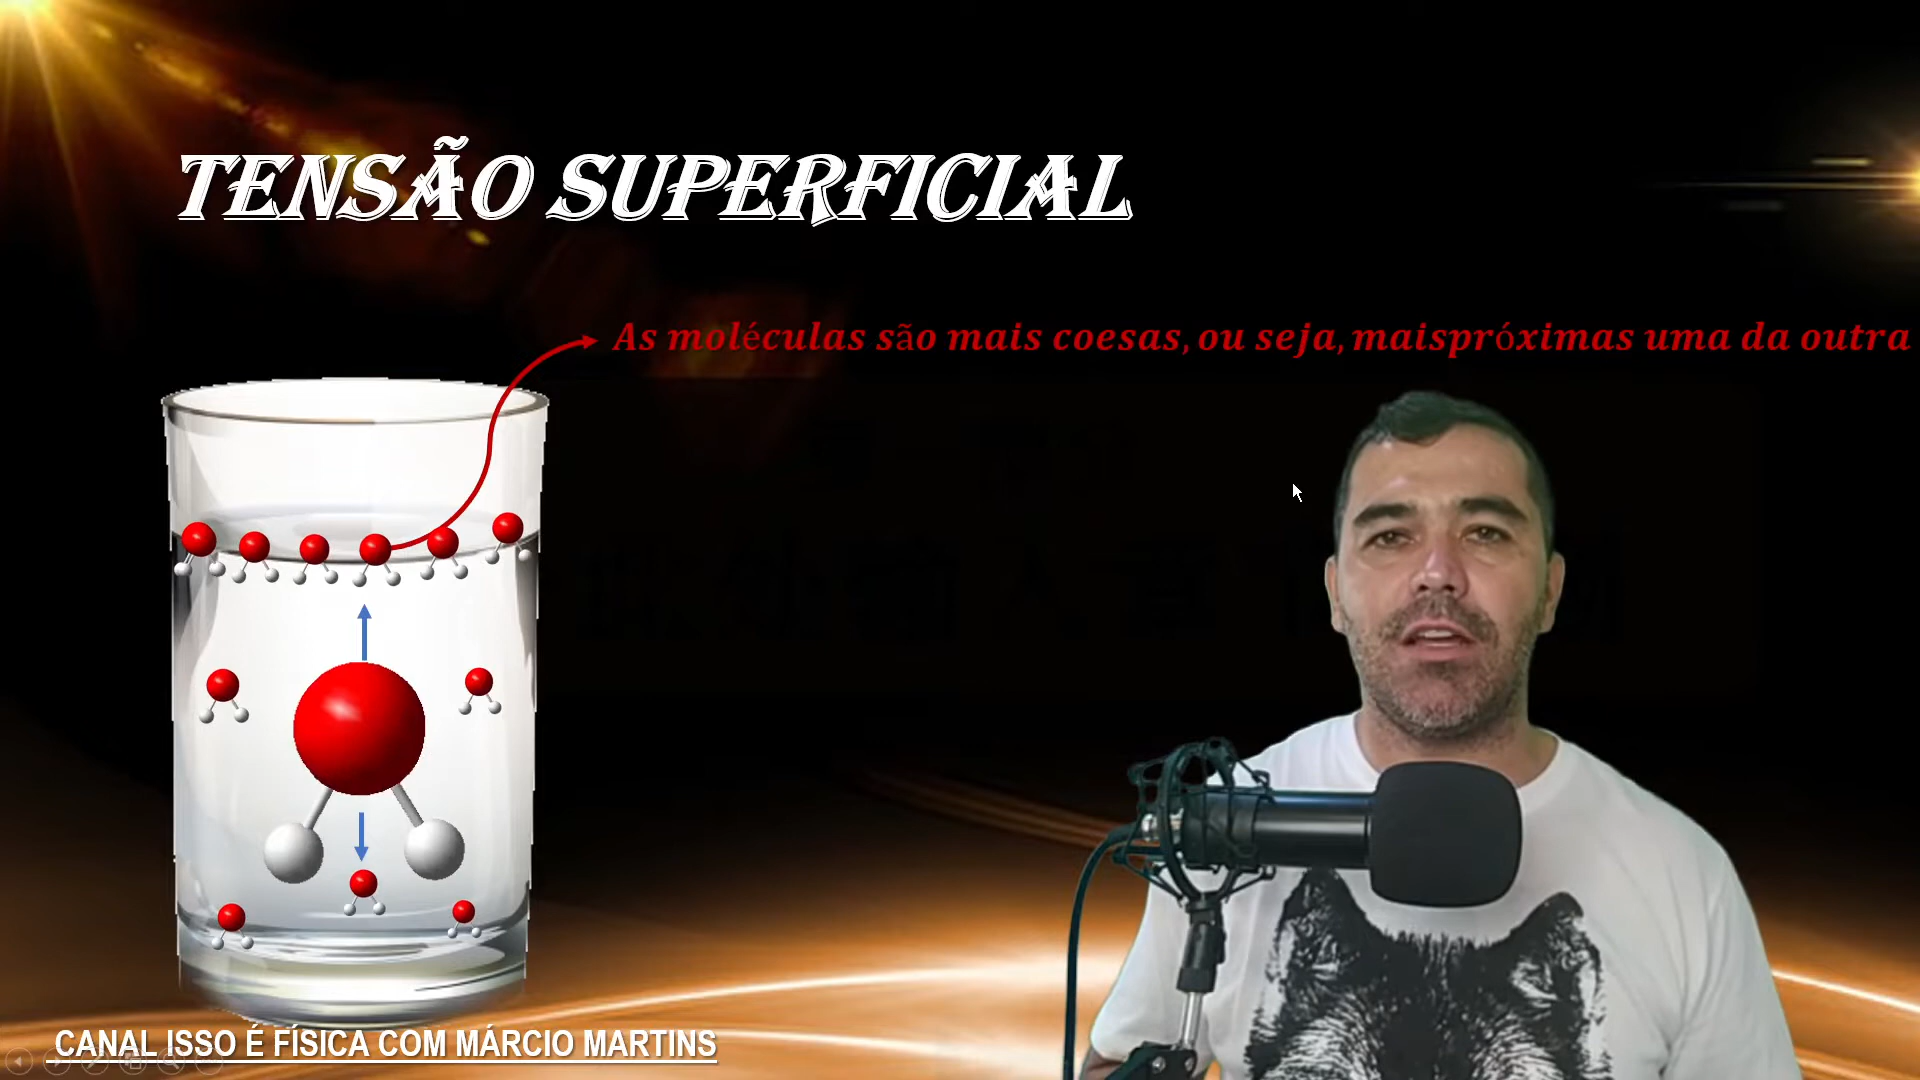 TENSÃO SUPERFICIAL
As moléculas são mais coesas, ou seja, maispróximas uma da outra
CANAL ISSO É FÍSICA COM MÁRCIO MARTINS